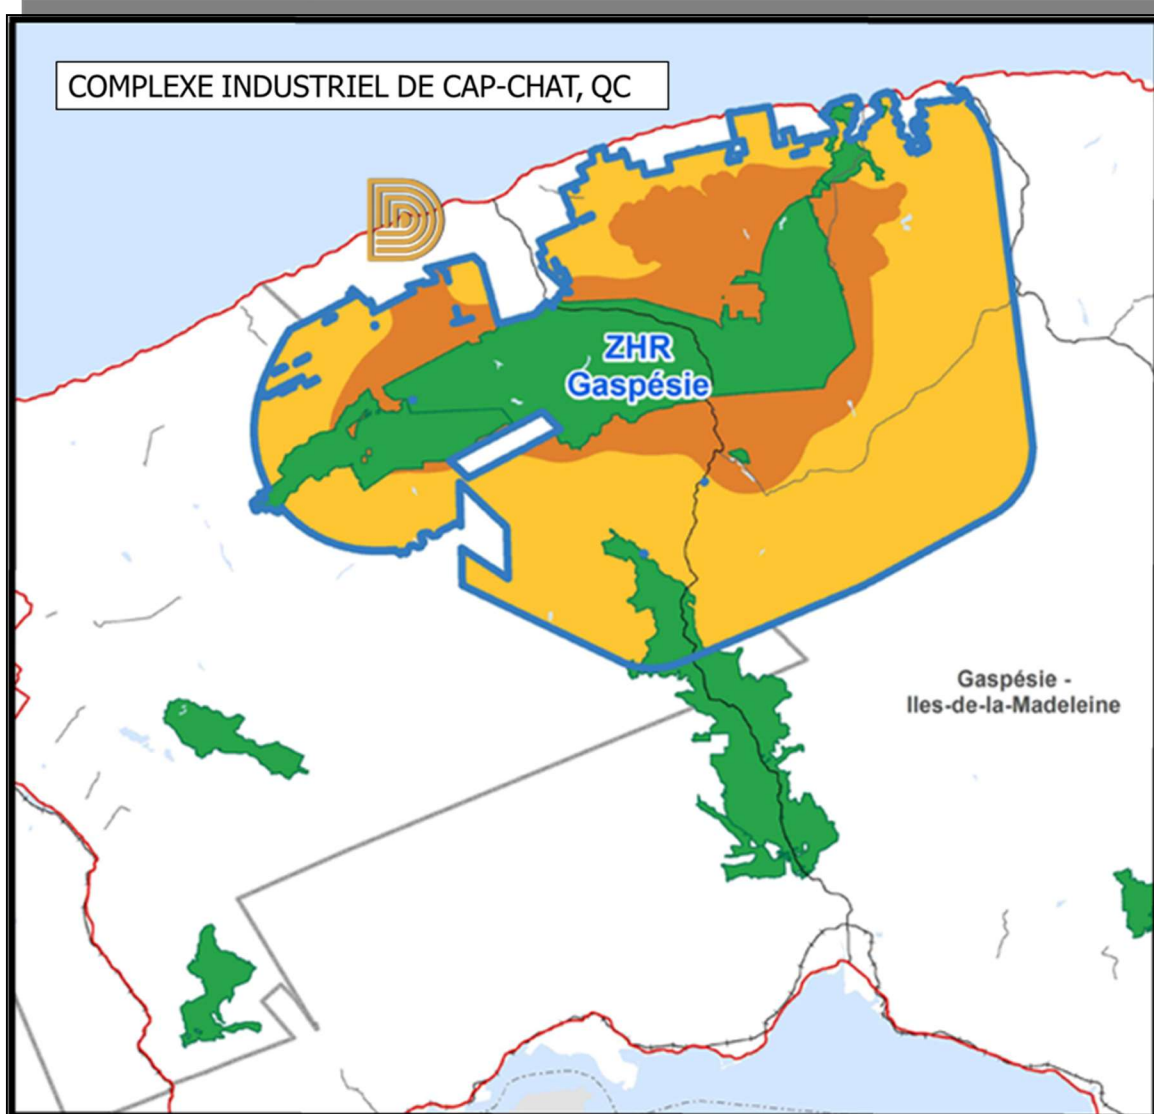 COMPLEXE INDUSTRIEL DE CAP-CHAT, QC
ZHR
Gaspésie
Gaspésie -
Iles-de-la-Madeleine